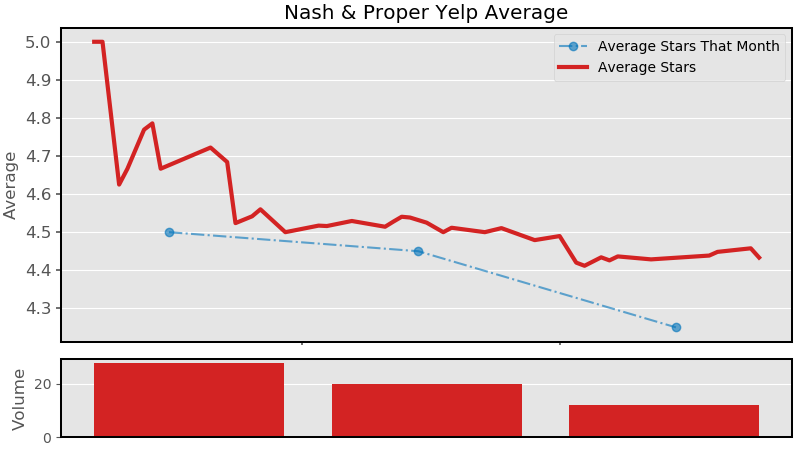 Nash & Proper Yelp Average
Average Stars That Month
Average Stars
Average
5.0
4.9
4.8
4.7
4.6
4.5
4.4
4.3
Volume
20
0